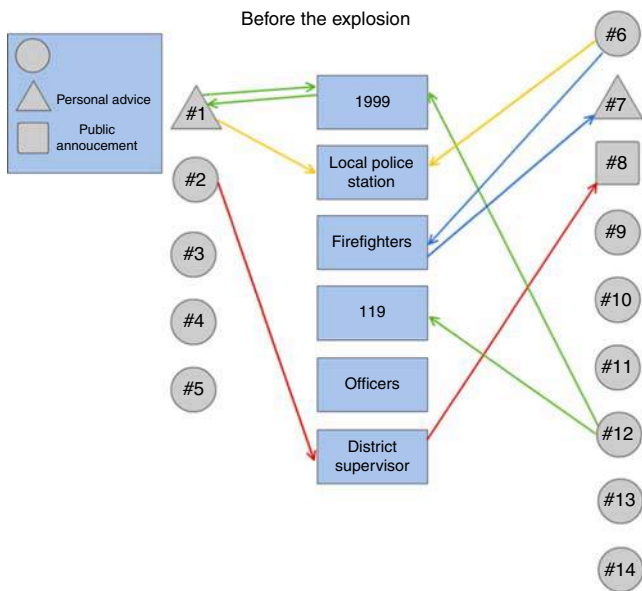 Before the explosion
Personal advice
Public
annoucement
#1
#2
#3
#4
#5
1999
Local police
station
Firefighters
119
Officers
District
supervisor
#6
#7
#8
#9
#10
#11
#12
#13
#14